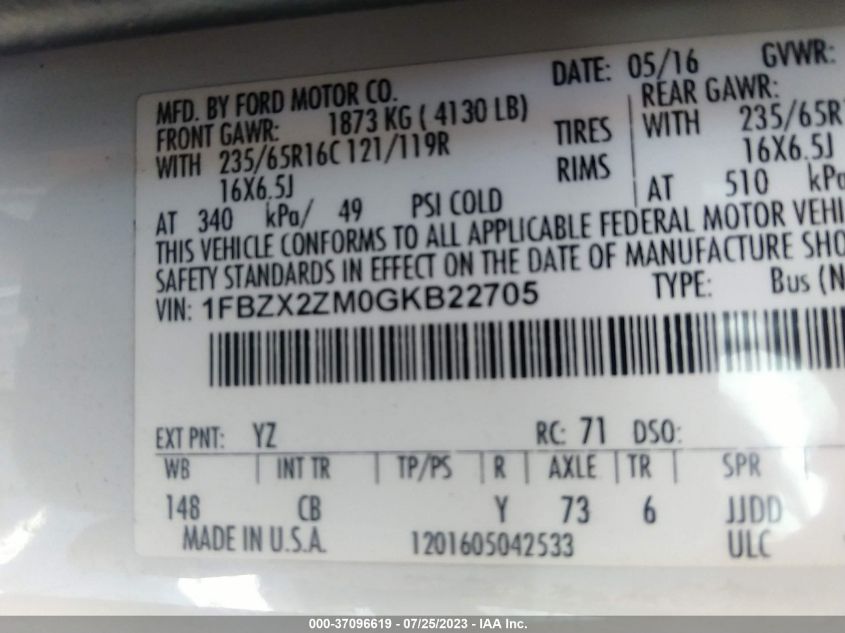 MFD. BY FORD MOTOR CO. DATE: 05/16 GVWR:
FRONT GAWR: 1873 KG ( 4130 LB) REAR GAWR:
WITH 235/65R16C 121/119R TIRES WITH 235/65R
16X6.5J RIMS 16X6.5J
AT 340 kPa/ 49 PSI COLD AT 510 kPa
THIS VEHICLE CONFORMS TO ALL APPLICABLE FEDERAL MOTOR VEHI
SAFETY STANDARDS IN EFFECT ON THE DATE OF MANUFACTURE SHO
VIN: 1FBZX2ZM0GKB22705 TYPE: Bus (N
EXT PNT: YZ RC: 71 DSO:
WB INT TR TP/PS R AXLE TR SPR
148 CB Y 73 6 JJDD
MADE IN U.S.A. 1201605042533 ULC
000-37096619 - 07/25/2023 - IAA Inc.